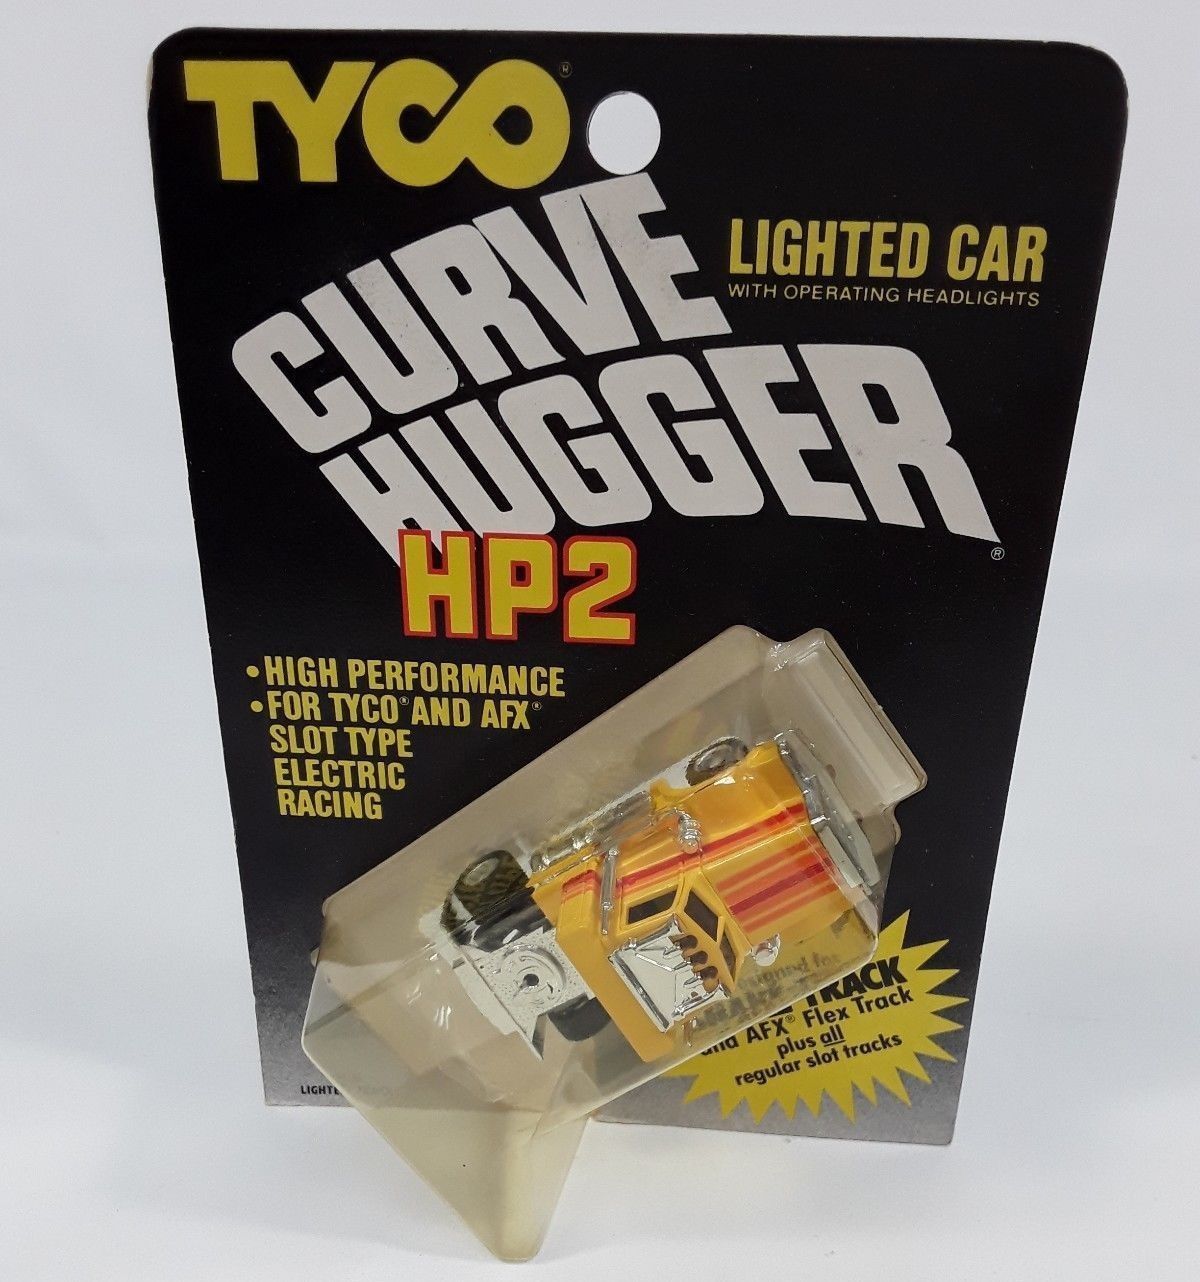 TYCO®
CURVE
HUGGER®
HP2
LIGHTED CAR
WITH OPERATING HEADLIGHTS
•HIGH PERFORMANCE
•FOR TYCO® AND AFX®
SLOT TYPE
ELECTRIC
RACING
for
TRACK
and AFX® Flex Track
plus all
regular slot tracks